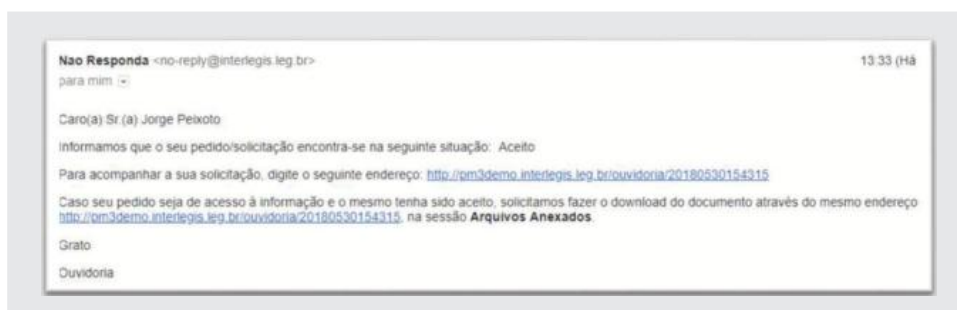 Nao Responda <no-reply@interlegis.leg.br> 13:33 (Há
para mim
Caro(a) Sr.(a) Jorge Peixoto
Informamos que o seu pedido/solicitação encontra-se na seguinte situação: Aceito
Para acompanhar a sua solicitação, digite o seguinte endereço: http://pm3demo.interlegis.leg.br/ouvidoria/20180530154315
Caso seu pedido seja de acesso à informação e o mesmo tenha sido aceito, solicitamos fazer o download do documento através do mesmo endereço
http://pm3demo.interlegis.leg.br/ouvidoria/20180530154315, na sessão Arquivos Anexados.
Grato
Ouvidoria